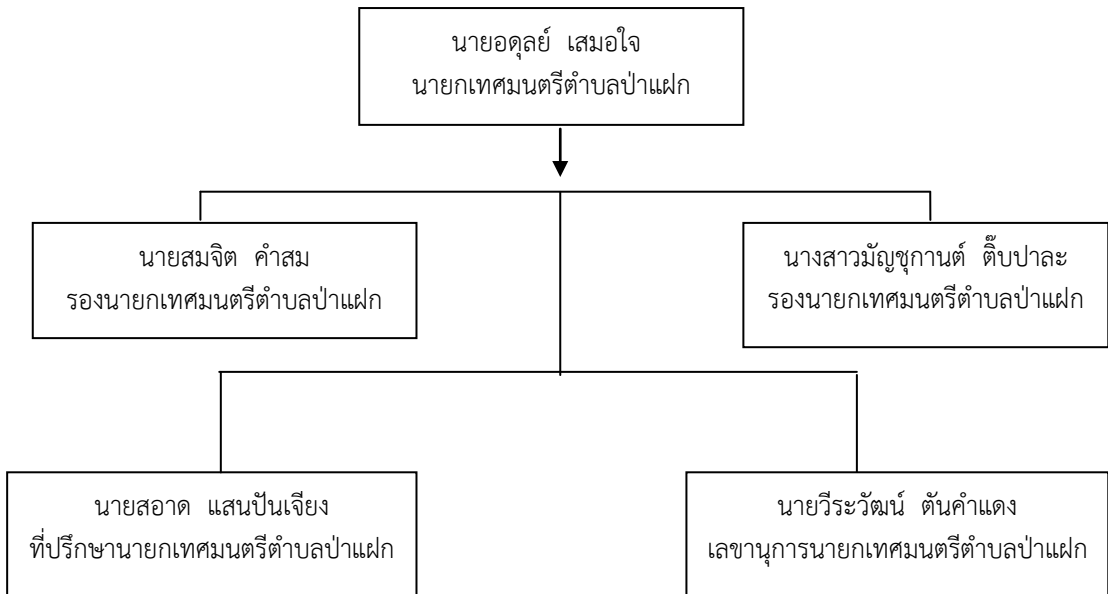 นายอดุลย์ เสมอใจ
นายกเทศมนตรีตำบลป่าแฝก
นายสมจิต คำสม
รองนายกเทศมนตรีตำบลป่าแฝก
นางสาวมัญชุกานต์ ติ๊บปาละ
รองนายกเทศมนตรีตำบลป่าแฝก
นายสอาด แสนปันเจียง
ที่ปรึกษานายกเทศมนตรีตำบลป่าแฝก
นายวีระวัฒน์ ตันคำแดง
เลขานุการนายกเทศมนตรีตำบลป่าแฝก